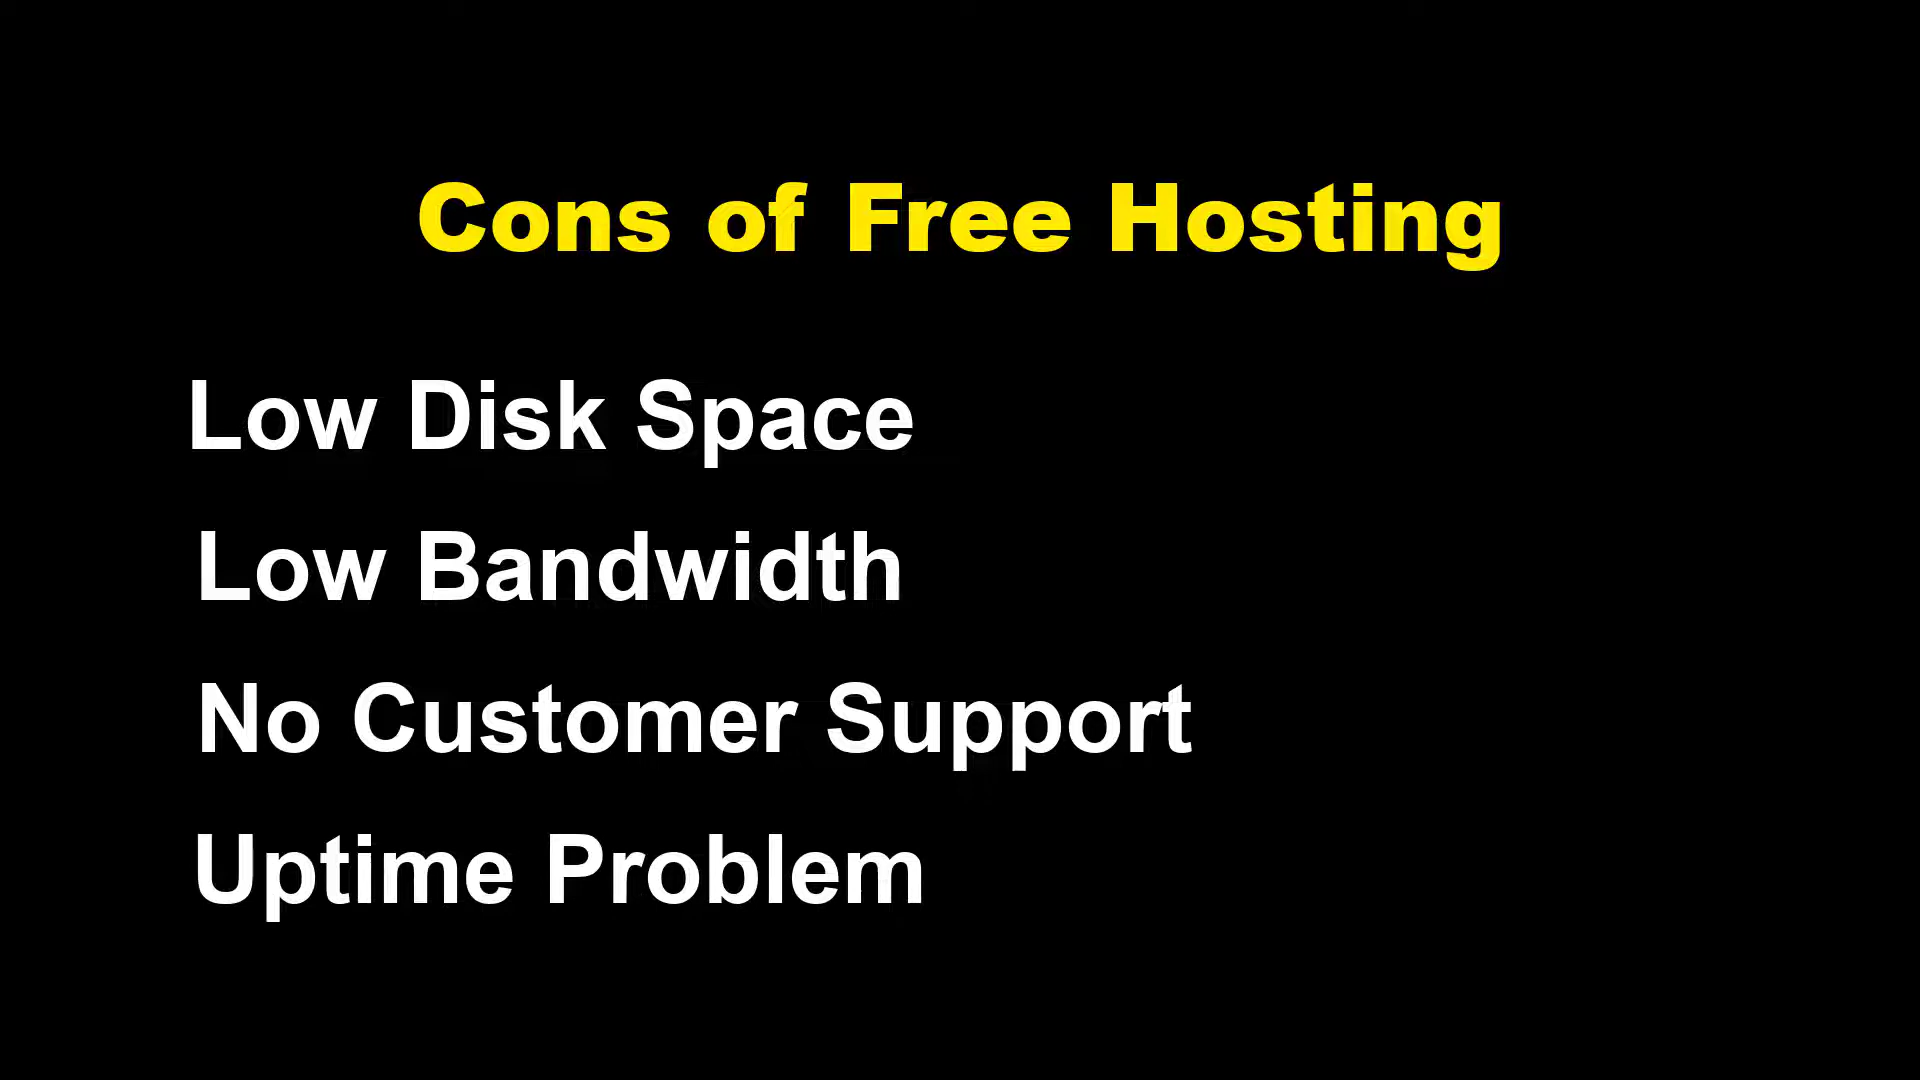 Cons of Free Hosting
Low Disk Space
Low Bandwidth
No Customer Support
Uptime Problem